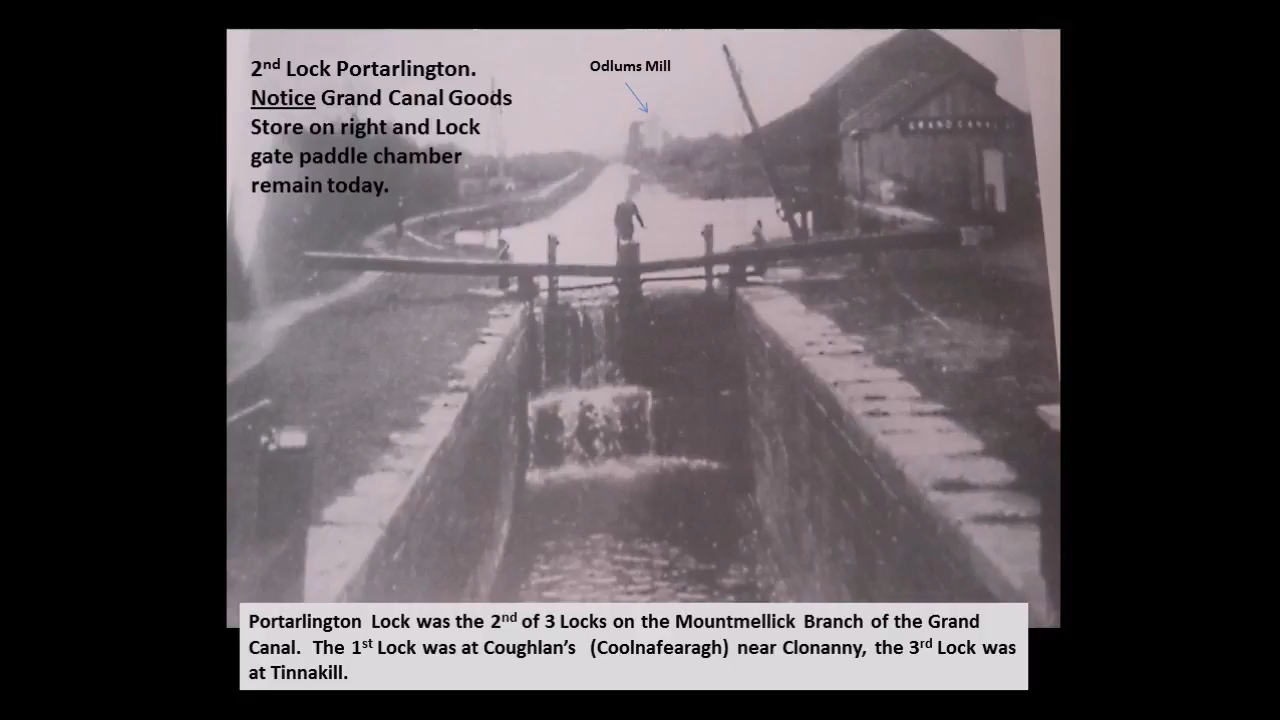 2nd Lock Portarlington.
Notice Grand Canal Goods
Store on right and Lock
gate paddle chamber
remain today.
Odlums Mill
GRAND CANAL
Portarlington Lock was the 2nd of 3 Locks on the Mountmellick Branch of the Grand
Canal. The 1st Lock was at Coughlan's (Coolnafearagh) near Clonanny, the 3rd Lock was
at Tinnakill.